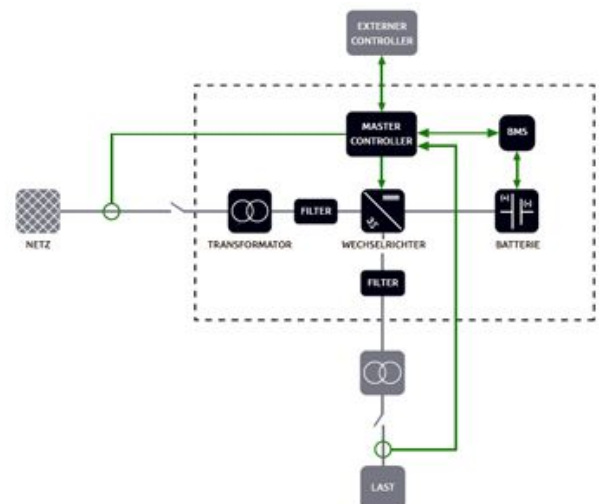 EXTERNER
CONTROLLER
MASTER
CONTROLLER
BMS
FILTER
NETZ
TRANSFORMATOR
WECHSELRICHTER
BATTERIE
FILTER
LAST